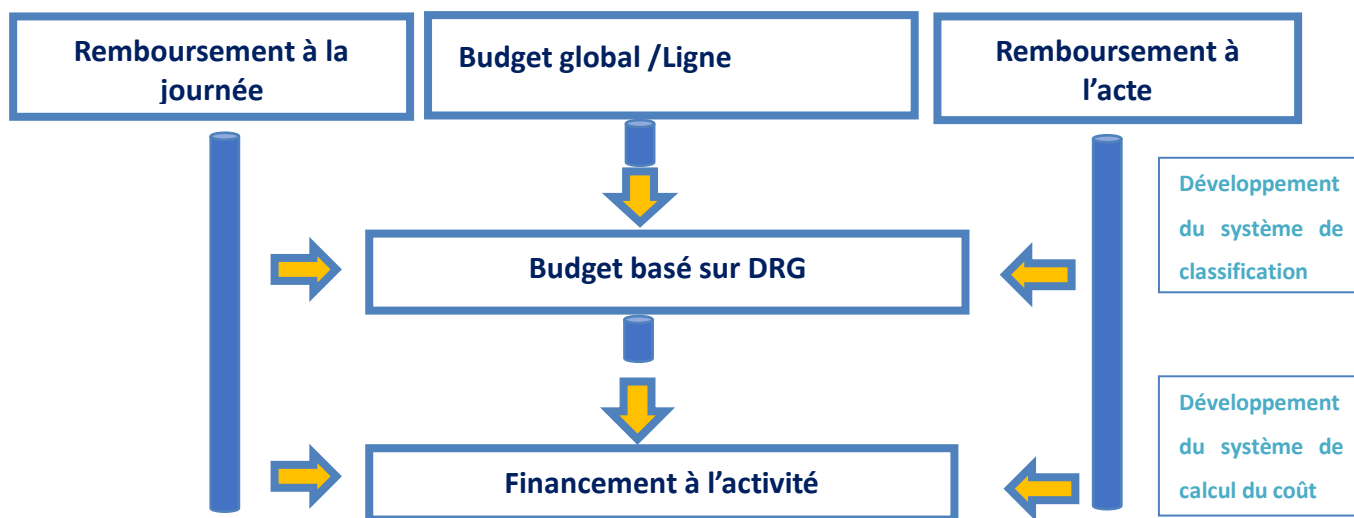 Remboursement à la
journée
Budget global /Ligne
Remboursement à
l’acte
Développement
du système de
classification
Budget basé sur DRG
Développement
du système de
calcul du coût
Financement à l’activité